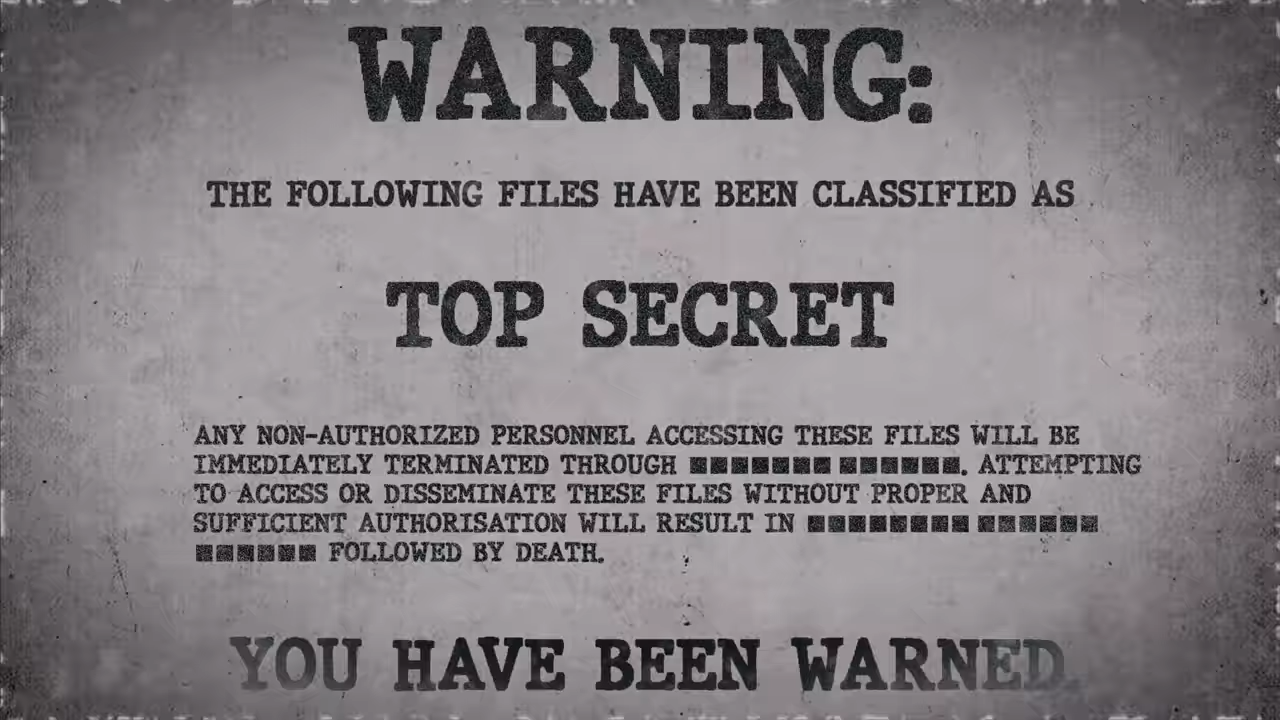 WARNING:
THE FOLLOWING FILES HAVE BEEN CLASSIFIED AS
TOP SECRET
ANY NON-AUTHORIZED PERSONNEL ACCESSING THESE FILES WILL BE
IMMEDIATELY TERMINATED THROUGH ■■■■■■■ ■■■■■■. ATTEMPTING
TO ACCESS OR DISSEMINATE THESE FILES WITHOUT PROPER AND
SUFFICIENT AUTHORISATION WILL RESULT IN ■■■■■■■■ ■■■■■■
■■■■■■ FOLLOWED BY DEATH.
YOU HAVE BEEN WARNED.